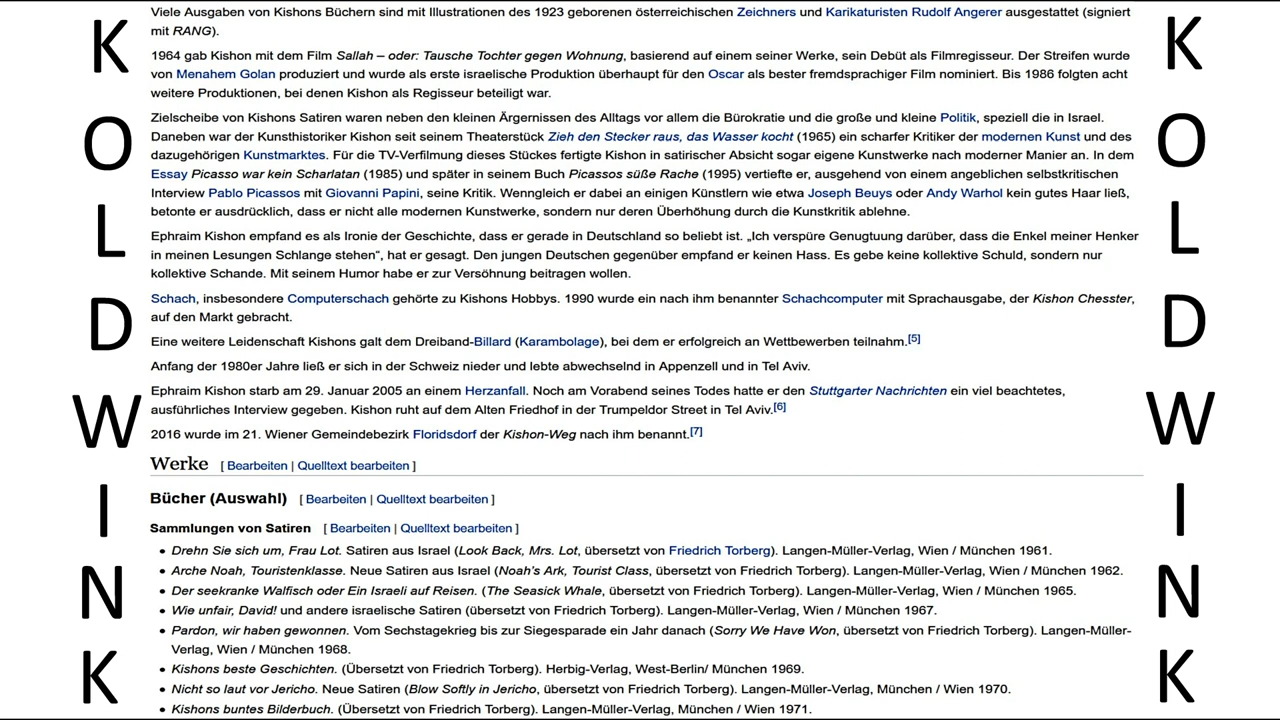 K
O
L
D
W
I
N
K
Viele Ausgaben von Kishons Büchern sind mit Illustrationen des 1923 geborenen österreichischen Zeichners und Karikaturisten Rudolf Angerer ausgestattet (signiert
mit RANG).
1964 gab Kishon mit dem Film Sallah – oder: Tausche Tochter gegen Wohnung, basierend auf einem seiner Werke, sein Debüt als Filmregisseur. Der Streifen wurde
von Menahem Golan produziert und wurde als erste israelische Produktion überhaupt für den Oscar als bester fremdsprachiger Film nominiert. Bis 1986 folgten acht
weitere Produktionen, bei denen Kishon als Regisseur beteiligt war.
Zielscheibe von Kishons Satiren waren neben den kleinen Ärgernissen des Alltags vor allem die Bürokratie und die große und kleine Politik, speziell die in Israel.
Daneben war der Kunsthistoriker Kishon seit seinem Theaterstück Zieh den Stecker raus, das Wasser kocht (1965) ein scharfer Kritiker der modernen Kunst und des
dazugehörigen Kunstmarktes. Für die TV-Verfilmung dieses Stückes fertigte Kishon in satirischer Absicht sogar eigene Kunstwerke nach moderner Manier an. In dem
Essay Picasso war kein Scharlatan (1985) und später in seinem Buch Picassos süße Rache (1995) vertiefte er, ausgehend von einem angeblichen selbstkritischen
Interview Pablo Picassos mit Giovanni Papini, seine Kritik. Wenngleich er dabei an einigen Künstlern wie etwa Joseph Beuys oder Andy Warhol kein gutes Haar ließ,
betonte er ausdrücklich, dass er nicht alle modernen Kunstwerke, sondern nur deren Überhöhung durch die Kunstkritik ablehne.
Ephraim Kishon empfand es als Ironie der Geschichte, dass er gerade in Deutschland so beliebt ist. „Ich verspüre Genugtuung darüber, dass die Enkel meiner Henker
in meinen Lesungen Schlange stehen“, hat er gesagt. Den jungen Deutschen gegenüber empfand er keinen Hass. Es gebe keine kollektive Schuld, sondern nur
kollektive Schande. Mit seinem Humor habe er zur Versöhnung beitragen wollen.
Schach, insbesondere Computerschach gehörte zu Kishons Hobbys. 1990 wurde ein nach ihm benannter Schachcomputer mit Sprachausgabe, der Kishon Chesster,
auf den Markt gebracht.
Eine weitere Leidenschaft Kishons galt dem Dreiband-Billard (Karambolage), bei dem er erfolgreich an Wettbewerben teilnahm.[5]
Anfang der 1980er Jahre ließ er sich in der Schweiz nieder und lebte abwechselnd in Appenzell und in Tel Aviv.
Ephraim Kishon starb am 29. Januar 2005 an einem Herzanfall. Noch am Vorabend seines Todes hatte er den Stuttgarter Nachrichten ein viel beachtetes,
ausführliches Interview gegeben. Kishon ruht auf dem Alten Friedhof in der Trumpeldor Street in Tel Aviv.[6]
2016 wurde im 21. Wiener Gemeindebezirk Floridsdorf der Kishon-Weg nach ihm benannt.[7]
Werke [ Bearbeiten | Quelltext bearbeiten ]
Bücher (Auswahl) [ Bearbeiten | Quelltext bearbeiten ]
Sammlungen von Satiren [ Bearbeiten | Quelltext bearbeiten ]
• Drehn Sie sich um, Frau Lot. Satiren aus Israel (Look Back, Mrs. Lot, übersetzt von Friedrich Torberg). Langen-Müller-Verlag, Wien / München 1961.
• Arche Noah, Touristenklasse. Neue Satiren aus Israel (Noah's Ark, Tourist Class, übersetzt von Friedrich Torberg). Langen-Müller-Verlag, Wien / München 1962.
• Der seekranke Walfisch oder Ein Israeli auf Reisen. (The Seasick Whale, übersetzt von Friedrich Torberg). Langen-Müller-Verlag, Wien / München 1965.
• Wie unfair, David! und andere israelische Satiren (übersetzt von Friedrich Torberg). Langen-Müller-Verlag, Wien / München 1967.
• Pardon, wir haben gewonnen. Vom Sechstagekrieg bis zur Siegesparade ein Jahr danach (Sorry We Have Won, übersetzt von Friedrich Torberg). Langen-Müller-
Verlag, Wien / München 1968.
• Kishons beste Geschichten. (Übersetzt von Friedrich Torberg). Herbig-Verlag, West-Berlin/ München 1969.
• Nicht so laut vor Jericho. Neue Satiren (Blow Softly in Jericho, übersetzt von Friedrich Torberg). Langen-Müller-Verlag, München / Wien 1970.
• Kishons buntes Bilderbuch. (Übersetzt von Friedrich Torberg). Langen-Müller-Verlag, München / Wien 1971.
K
O
L
D
W
I
N
K